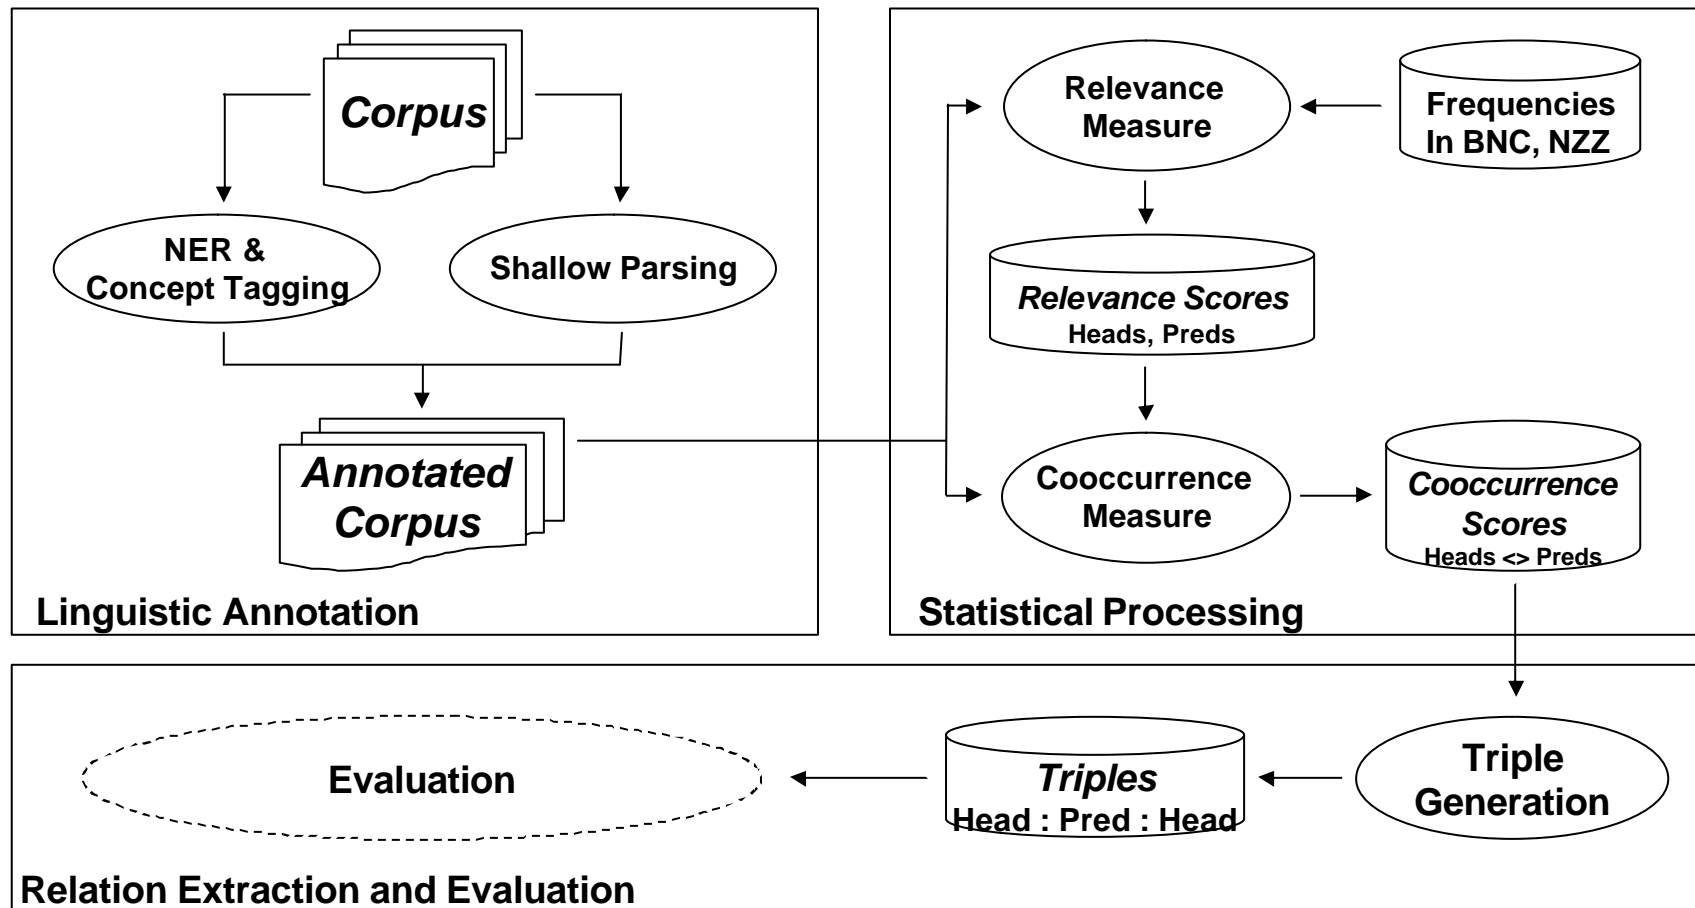 Corpus
NER &
Concept Tagging
Shallow Parsing
Annotated
Corpus
Linguistic Annotation
Relevance
Measure
Frequencies
In BNC, NZZ
Relevance Scores
Heads, Preds
Cooccurrence
Measure
Cooccurrence
Scores
Heads <> Preds
Statistical Processing
Evaluation
Triples
Head : Pred : Head
Triple
Generation
Relation Extraction and Evaluation